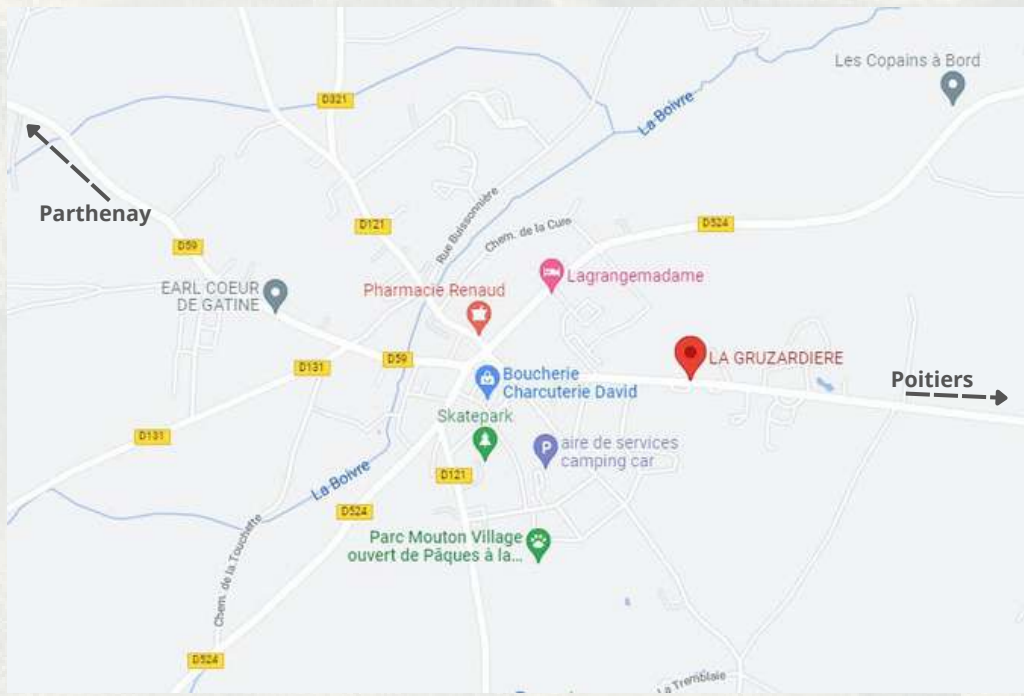 Les Copains à Bord
D321
La Boivre
Parthenay
Rue Buissonnière
D121
Chem. de la Cure
D524
D59
Lagrangemadame
EARL COEUR
DE GATINE
Pharmacie Renaud
D131
D59
LA GRUZARDIERE
Boucherie
Charcuterie David
Poitiers
Skatepark
D131
aire de services
camping car
P
La Boivre
D121
D524
Parc Mouton Village
ouvert de Pâques à la...
Chem. de la Touchette
D524
La Tremblaie